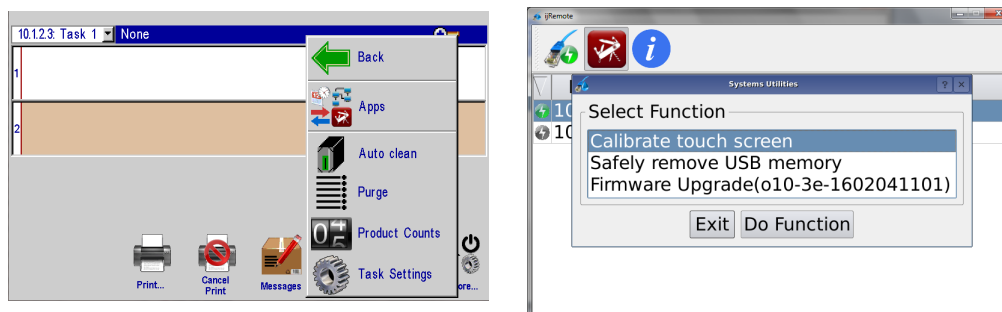 10.1.2.3: Task 1 None
Back
1
Apps
2
Auto clean
Purge
Product Counts
Task Settings
Print...
Cancel
Print
Messages
ore...
ijRemote
Systems Utilities
10
Select Function
10
Calibrate touch screen
Safely remove USB memory
Firmware Upgrade(o10-3e-1602041101)
Exit Do Function